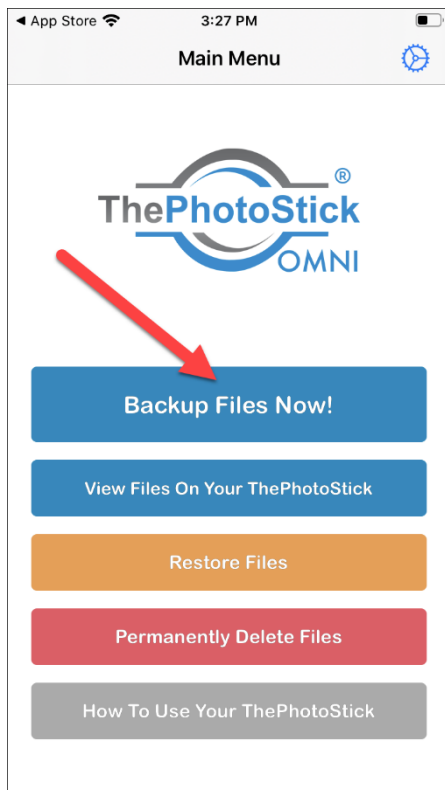 App Store 3:27 PM
Main Menu
ThePhotoStick®
OMNI
Backup Files Now!
View Files On Your ThePhotoStick
Restore Files
Permanently Delete Files
How To Use Your ThePhotoStick